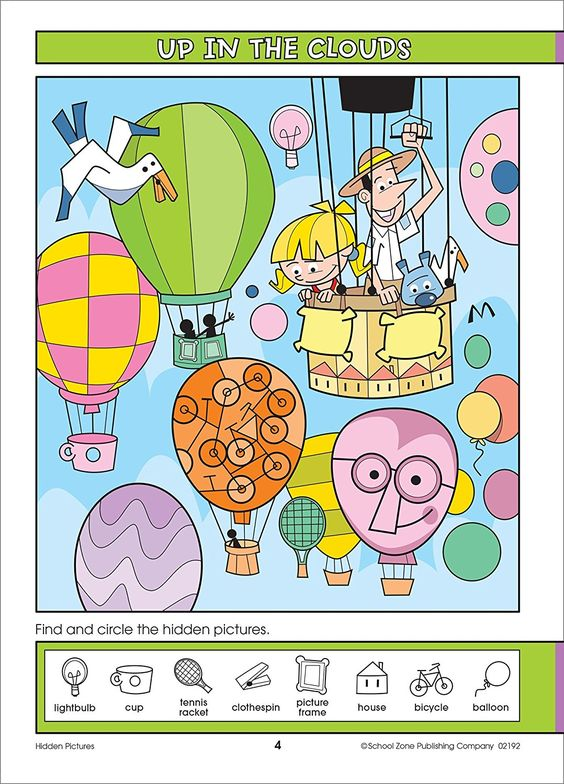 UP IN THE CLOUDS
Find and circle the hidden pictures.
lightbulb
cup
tennis
racket
clothespin
picture
frame
house
bicycle
balloon
Hidden Pictures
4
©School Zone Publishing Company 02192